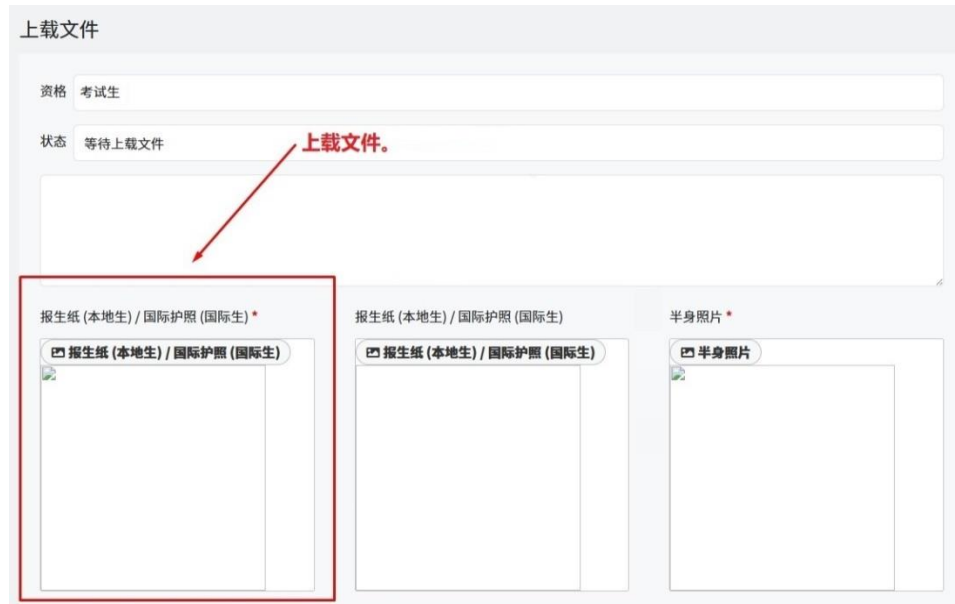 上载文件
资格 考试生
状态 等待上载文件
上载文件。
报生纸 (本地生) / 国际护照 (国际生) * 报生纸 (本地生) / 国际护照 (国际生) 半身照片 *
报生纸 (本地生) / 国际护照 (国际生) 报生纸 (本地生) / 国际护照 (国际生) 半身照片